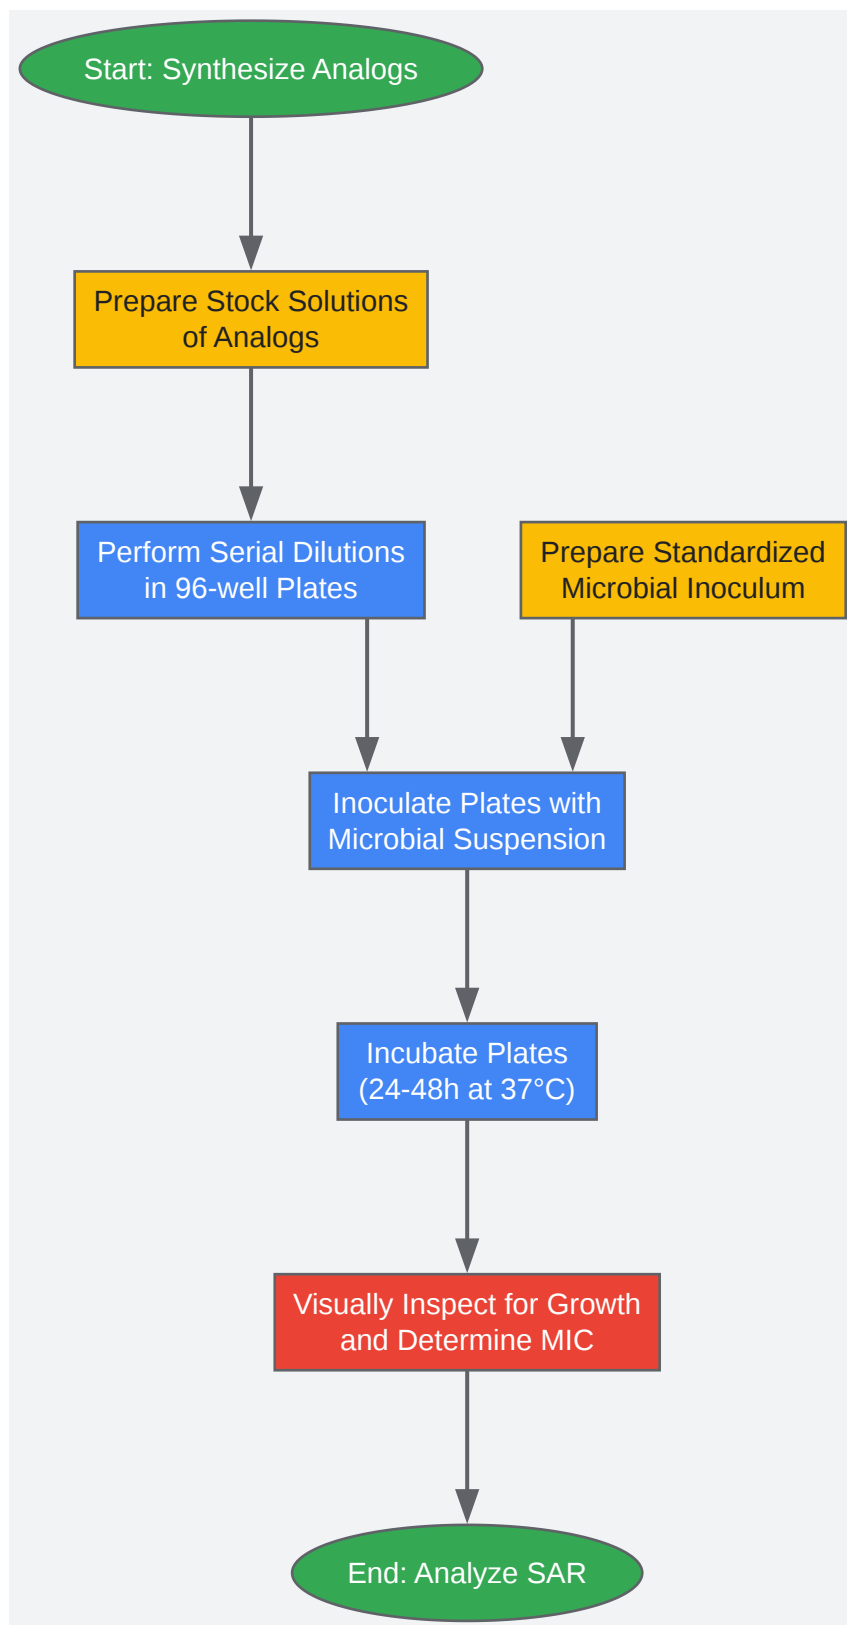 Start: Synthesize Analogs
Prepare Stock Solutions
of Analogs
Perform Serial Dilutions
in 96-well Plates
Prepare Standardized
Microbial Inoculum
Inoculate Plates with
Microbial Suspension
Incubate Plates
(24-48h at 37°C)
Visually Inspect for Growth
and Determine MIC
End: Analyze SAR